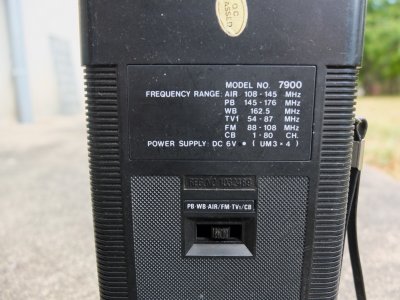 Q.C.
PASSED
MODEL NO. 7900
FREQUENCY RANGE: AIR 108 - 145 MHz
PB 145 - 176 MHz
WB 162.5 MHz
TV1 54 - 87 MHz
FM 88 - 108 MHz
CB 1 - 80 CH.
POWER SUPPLY: DC 6V • ( UM3 × 4 )
PB·WB·AIR/FM·TV1/CB